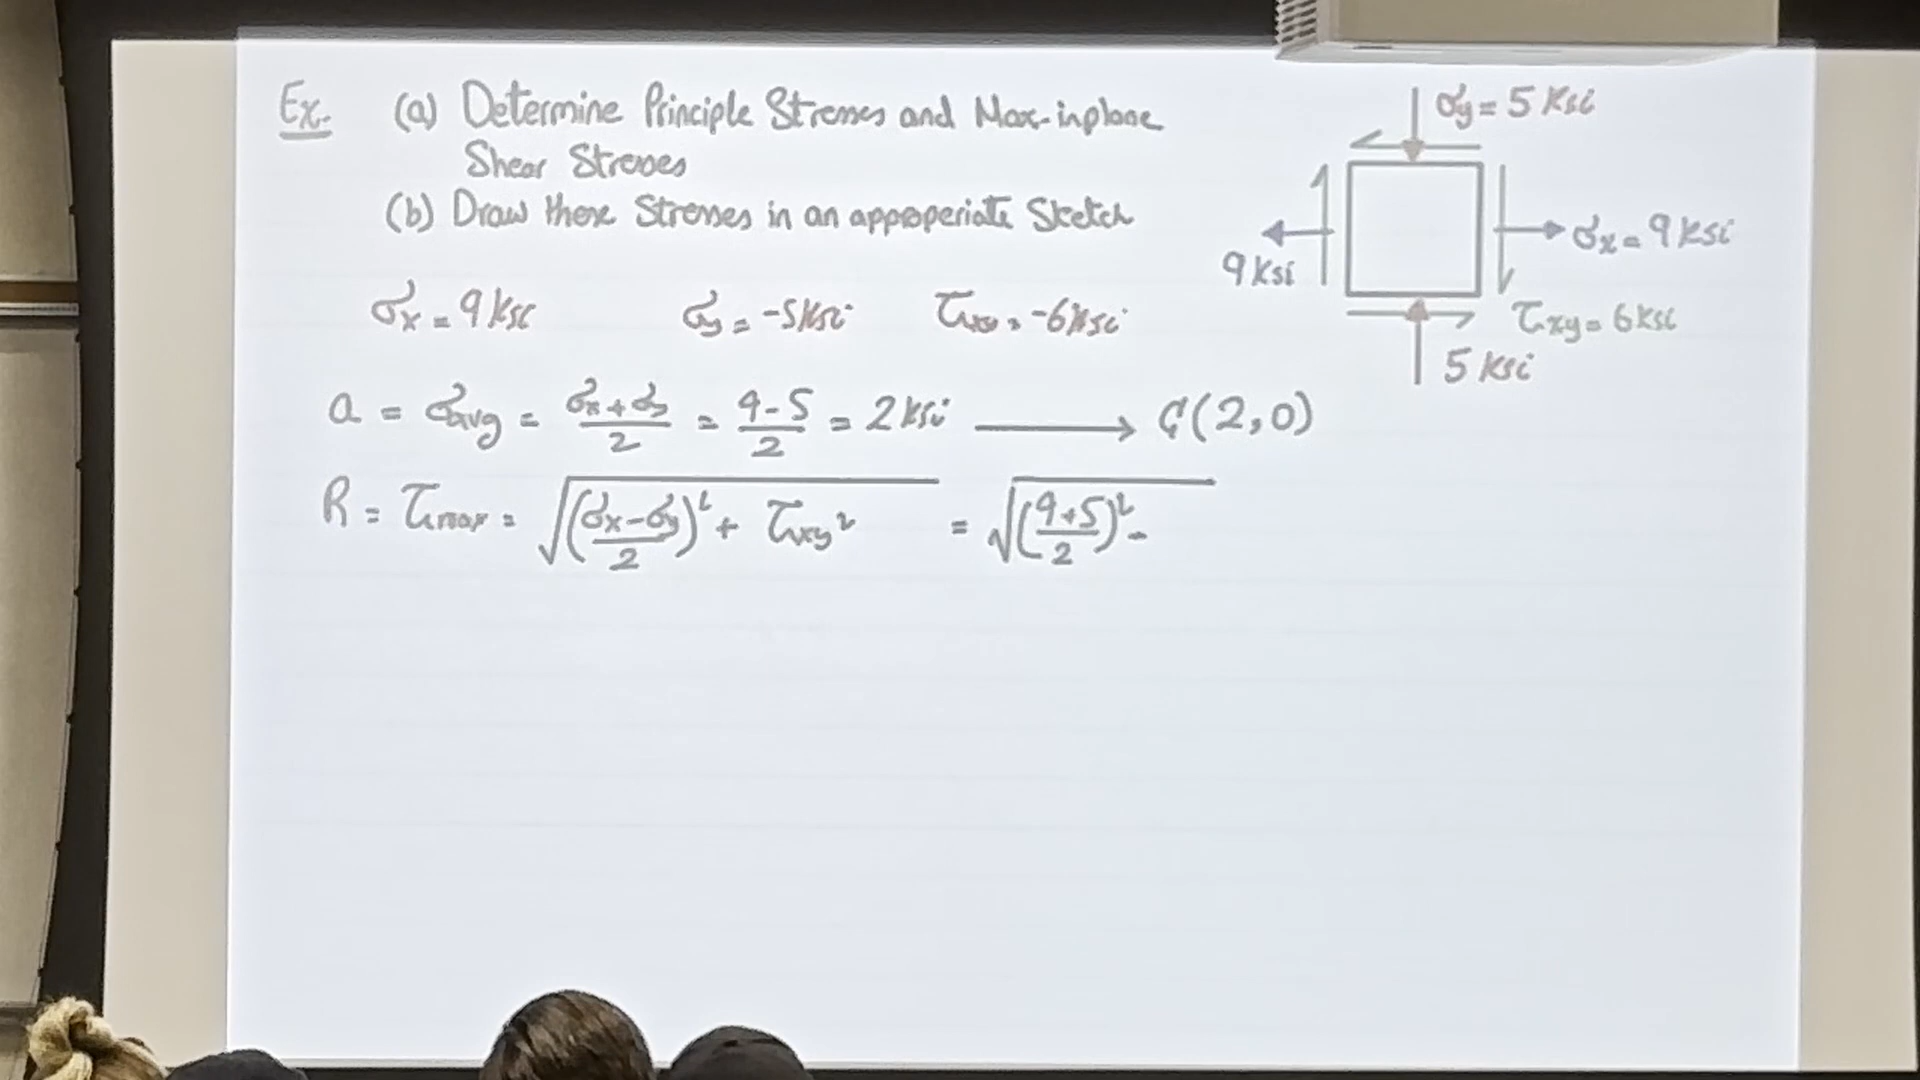 Ex. (a) Determine Principle Stresses and Max-inplane
Shear Stresses
(b) Draw these Stresses in an approperiate Sketch
σy = 5 ksi
9 ksi
σx = 9 ksi
τxy = 6 ksi
5 ksi
σx = 9 ksi σy = -5 ksi τxy = -6 ksi
a = σavg = (σx + σy)/2 = (9-5)/2 = 2 ksi ⟶ C(2,0)
R = τmax = √(((σx-σy)/2)² + τxy²) = √(((9+5)/2)² -